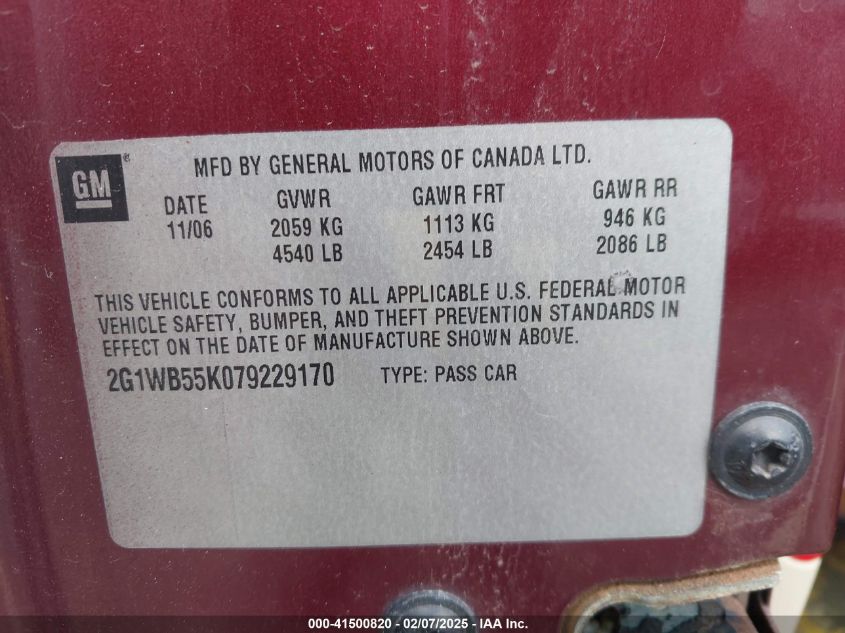 GM
MFD BY GENERAL MOTORS OF CANADA LTD.
DATE GVWR GAWR FRT GAWR RR
11/06 2059 KG 1113 KG 946 KG
4540 LB 2454 LB 2086 LB
THIS VEHICLE CONFORMS TO ALL APPLICABLE U.S. FEDERAL MOTOR
VEHICLE SAFETY, BUMPER, AND THEFT PREVENTION STANDARDS IN
EFFECT ON THE DATE OF MANUFACTURE SHOWN ABOVE.
2G1WB55K079229170 TYPE: PASS CAR
000-41500820 — 02/07/2025 — IAA Inc.